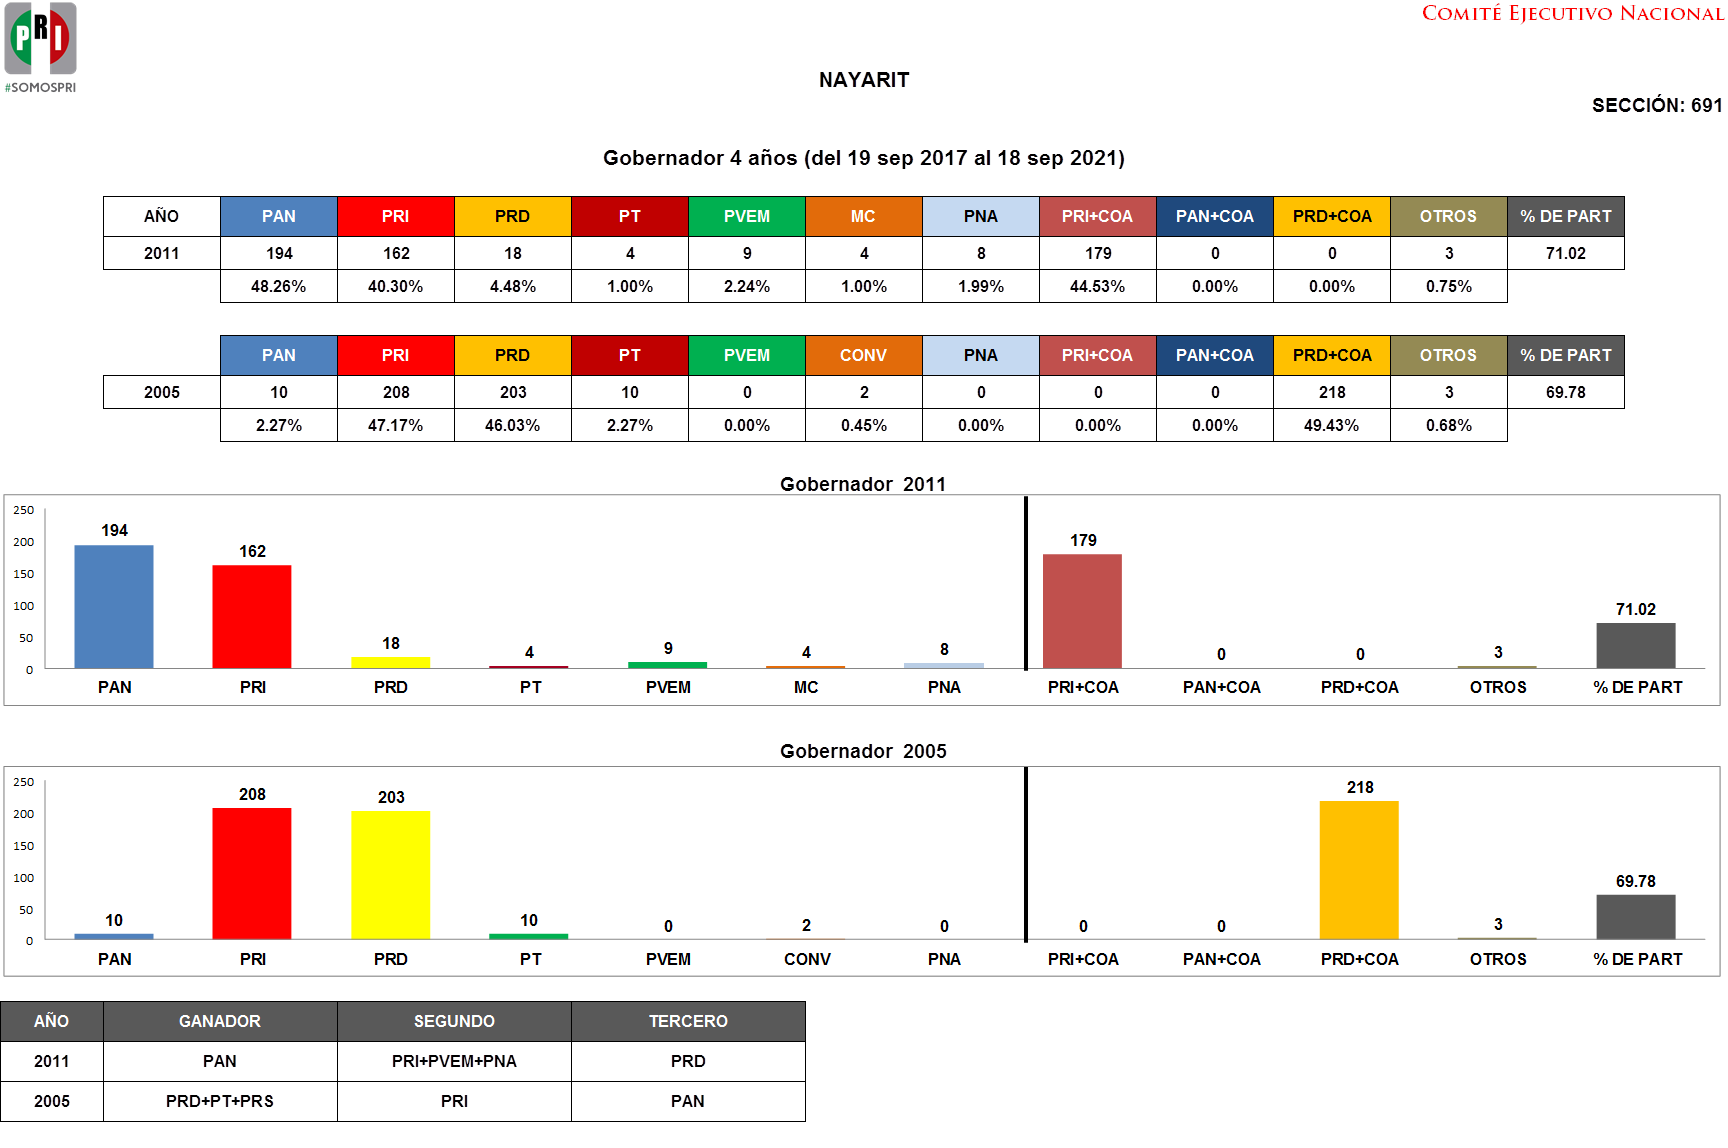 PRI
#SOMOSPRI
COMITÉ EJECUTIVO NACIONAL
NAYARIT
SECCIÓN: 691
Gobernador 4 años (del 19 sep 2017 al 18 sep 2021)
AÑO PAN PRI PRD PT PVEM MC PNA PRI+COA PAN+COA PRD+COA OTROS % DE PART
2011 194 162 18 4 9 4 8 179 0 0 3 71.02
48.26% 40.30% 4.48% 1.00% 2.24% 1.00% 1.99% 44.53% 0.00% 0.00% 0.75%
PAN PRI PRD PT PVEM CONV PNA PRI+COA PAN+COA PRD+COA OTROS % DE PART
2005 10 208 203 10 0 2 0 0 0 218 3 69.78
2.27% 47.17% 46.03% 2.27% 0.00% 0.45% 0.00% 0.00% 0.00% 49.43% 0.68%
Gobernador 2011
250
200
150
100
50
0
194 162 18 4 9 4 8 179 0 0 3 71.02
PAN PRI PRD PT PVEM MC PNA PRI+COA PAN+COA PRD+COA OTROS % DE PART
Gobernador 2005
250
200
150
100
50
0
10 208 203 10 0 2 0 0 0 218 3 69.78
PAN PRI PRD PT PVEM CONV PNA PRI+COA PAN+COA PRD+COA OTROS % DE PART
AÑO GANADOR SEGUNDO TERCERO
2011 PAN PRI+PVEM+PNA PRD
2005 PRD+PT+PRS PRI PAN